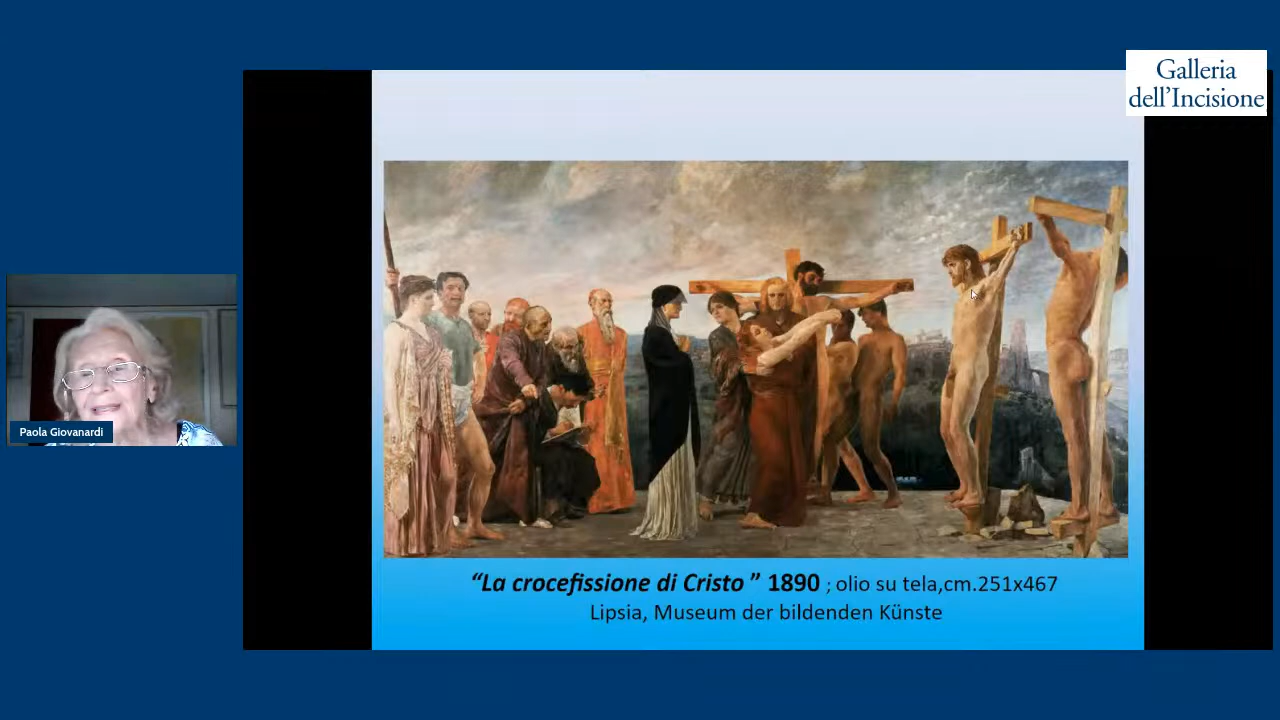 Galleria
dell'Incisione
Paola Giovanardi
“La crocefissione di Cristo ” 1890 ; olio su tela,cm.251x467
Lipsia, Museum der bildenden Künste